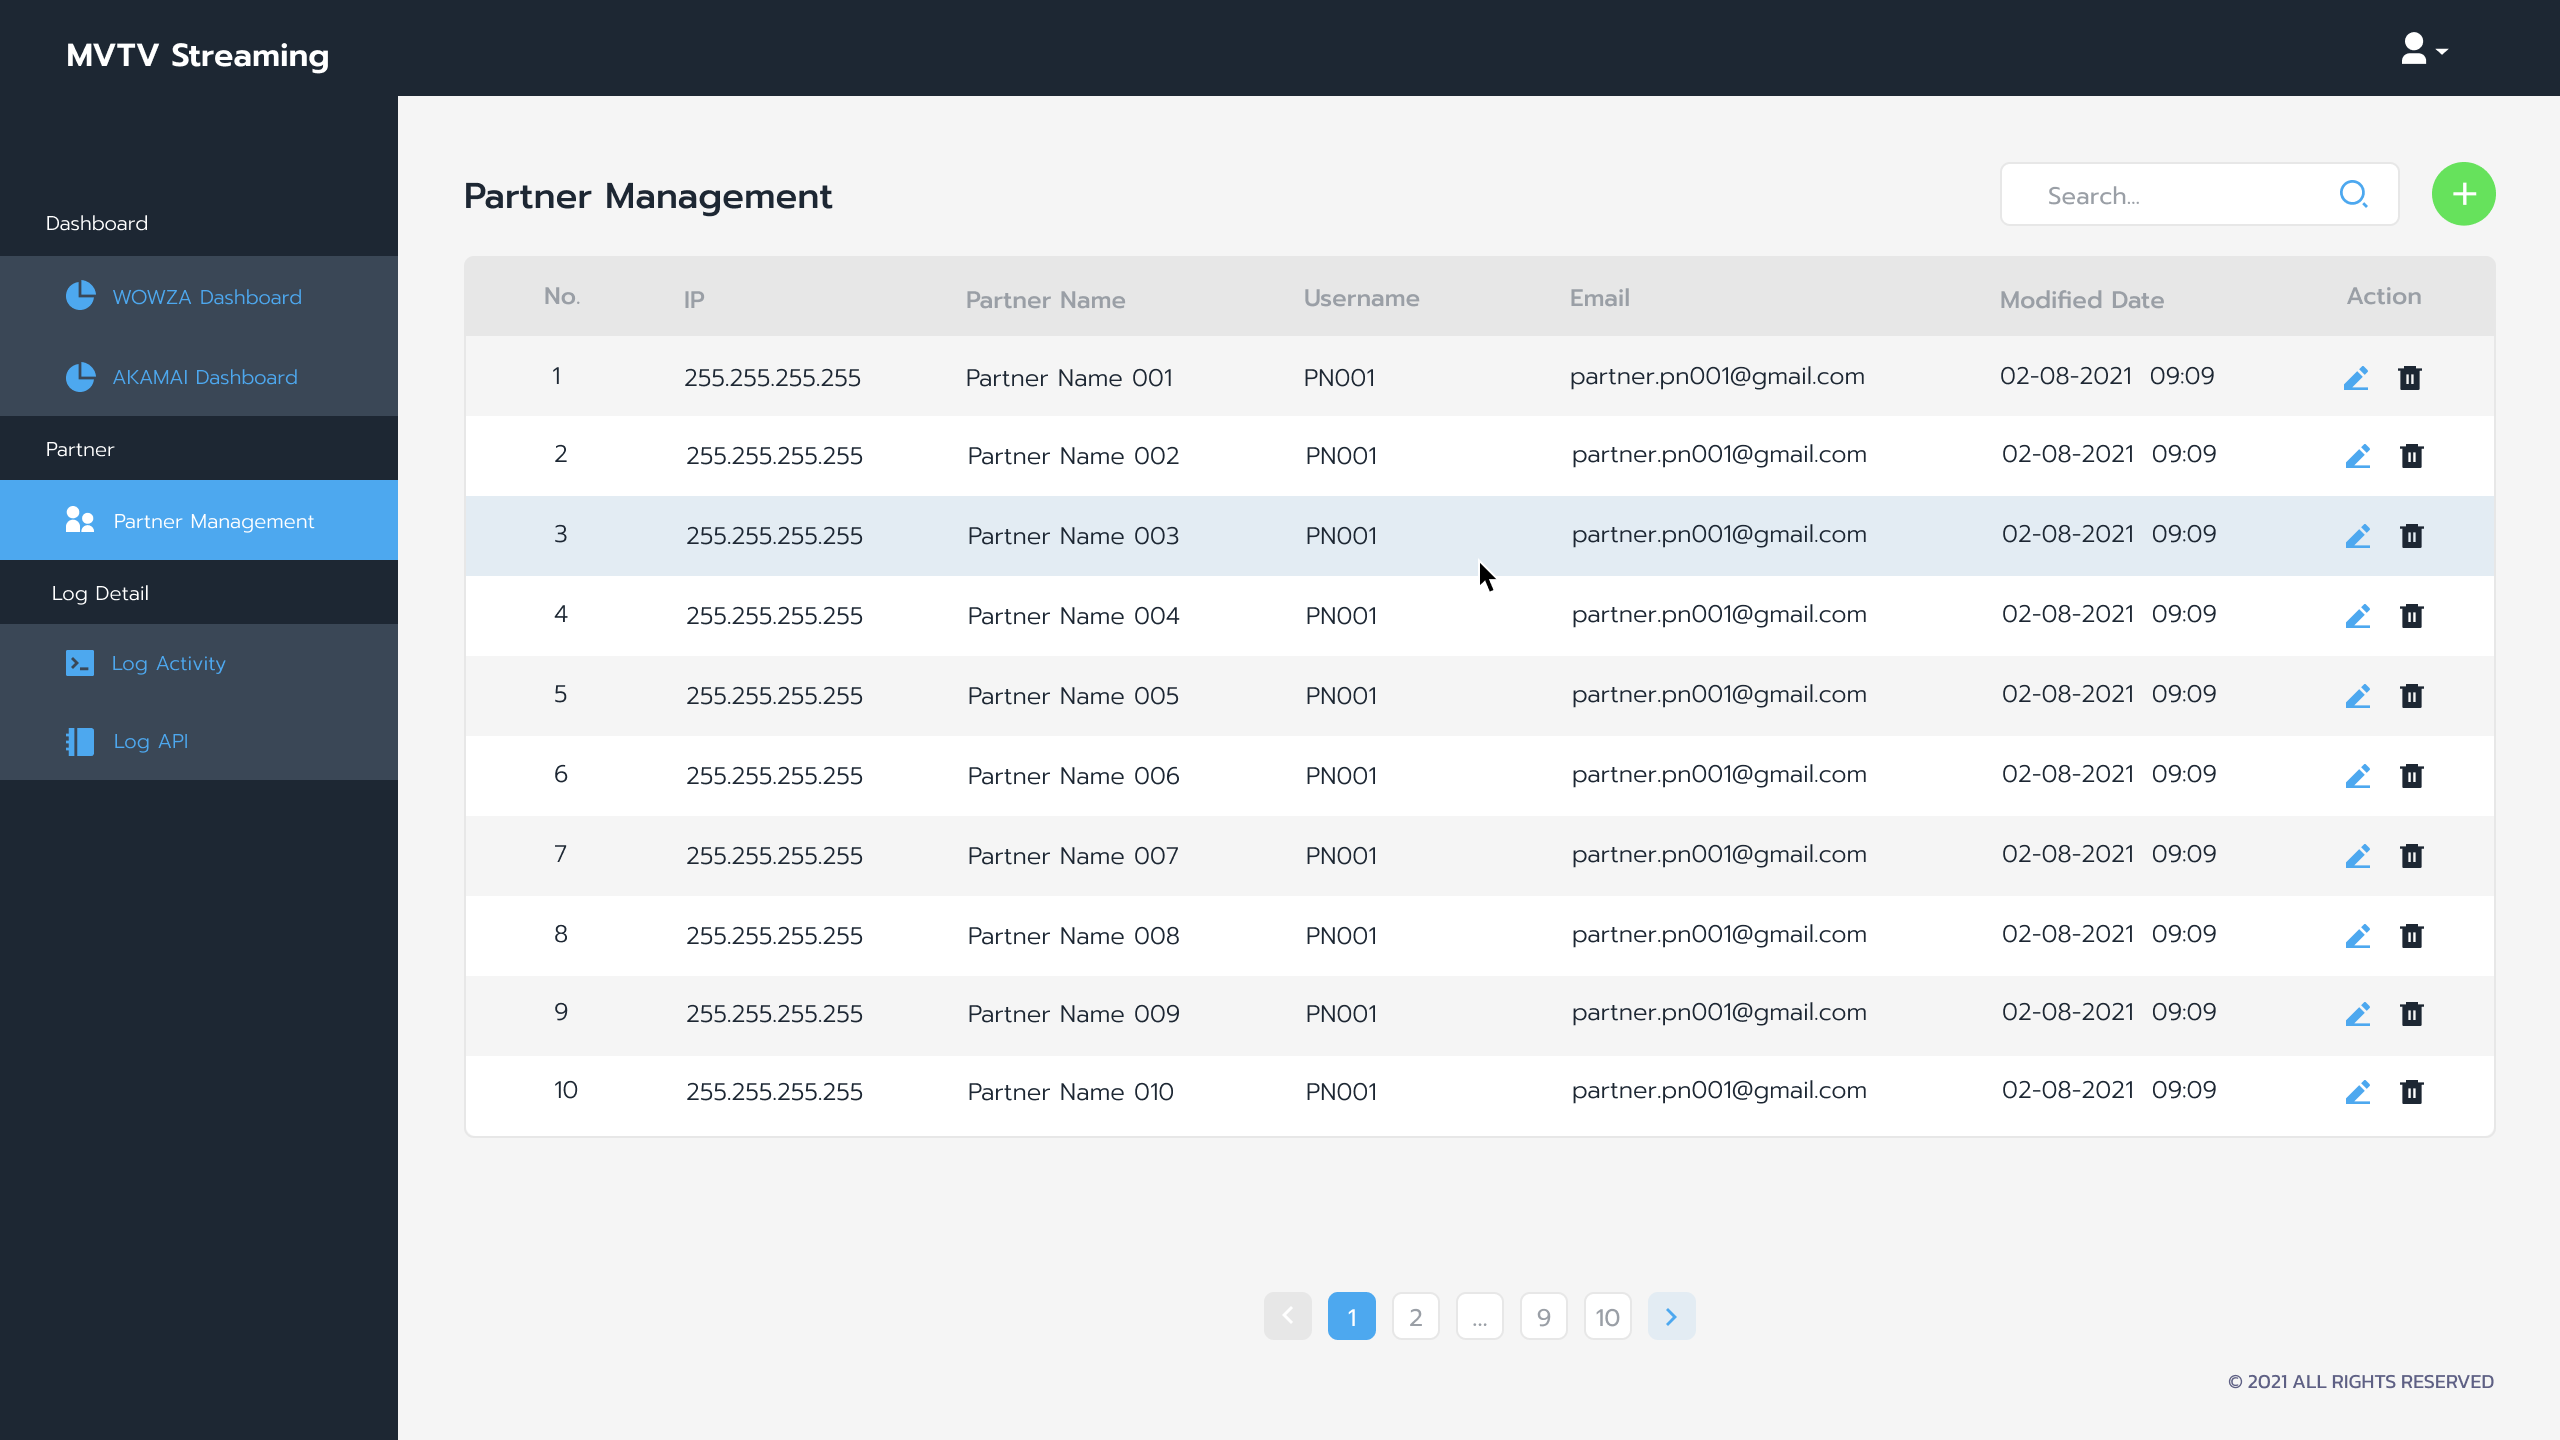 MVTV Streaming
Dashboard
WOWZA Dashboard
AKAMAI Dashboard
Partner
Partner Management
Log Detail
Log Activity
Log API
Partner Management
Search...
No. IP Partner Name Username Email Modified Date Action
1 255.255.255.255 Partner Name 001 PN001 partner.pn001@gmail.com 02-08-2021 09:09
2 255.255.255.255 Partner Name 002 PN001 partner.pn001@gmail.com 02-08-2021 09:09
3 255.255.255.255 Partner Name 003 PN001 partner.pn001@gmail.com 02-08-2021 09:09
4 255.255.255.255 Partner Name 004 PN001 partner.pn001@gmail.com 02-08-2021 09:09
5 255.255.255.255 Partner Name 005 PN001 partner.pn001@gmail.com 02-08-2021 09:09
6 255.255.255.255 Partner Name 006 PN001 partner.pn001@gmail.com 02-08-2021 09:09
7 255.255.255.255 Partner Name 007 PN001 partner.pn001@gmail.com 02-08-2021 09:09
8 255.255.255.255 Partner Name 008 PN001 partner.pn001@gmail.com 02-08-2021 09:09
9 255.255.255.255 Partner Name 009 PN001 partner.pn001@gmail.com 02-08-2021 09:09
10 255.255.255.255 Partner Name 010 PN001 partner.pn001@gmail.com 02-08-2021 09:09
1 2 ... 9 10
© 2021 ALL RIGHTS RESERVED